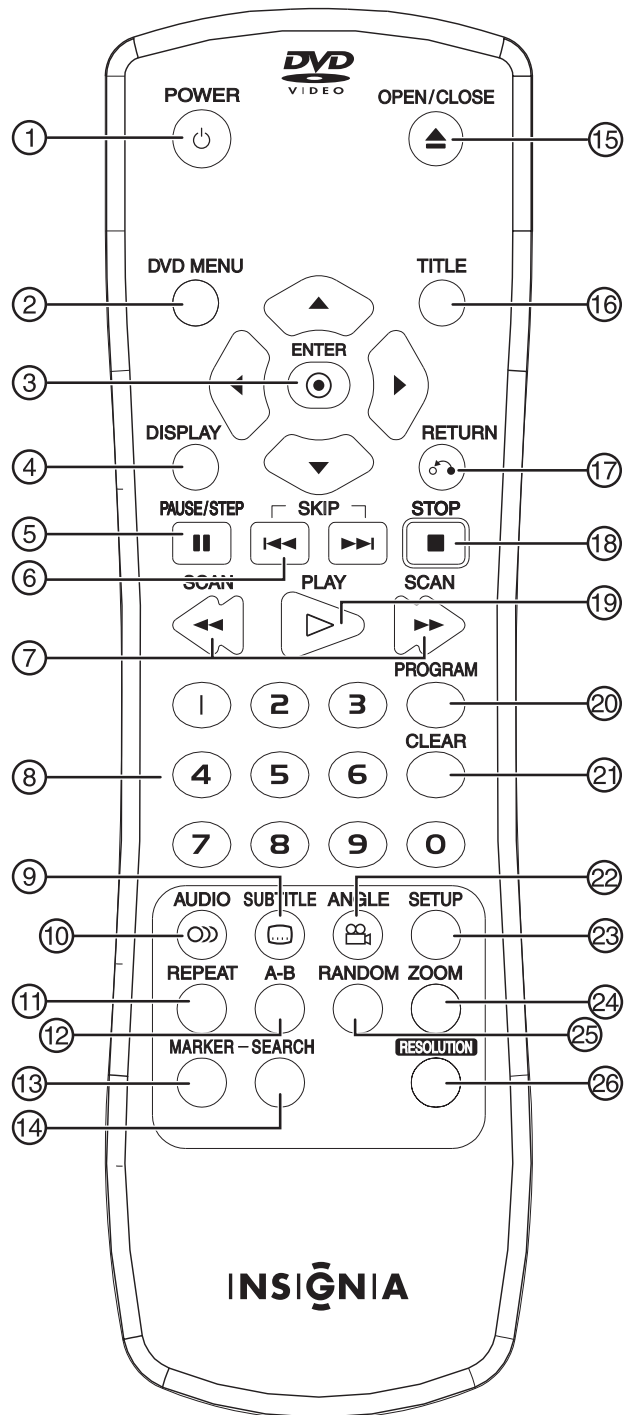 DVD
VIDEO
POWER
OPEN/CLOSE
1
15
DVD MENU
TITLE
2
16
ENTER
3
DISPLAY
RETURN
4
17
PAUSE/STEP
SKIP
STOP
5
18
6
SCAN
PLAY
SCAN
19
7
PROGRAM
1 2 3
20
CLEAR
8
4 5 6
21
7 8 9 0
9
22
AUDIO SUBTITLE ANGLE SETUP
10
23
REPEAT A-B RANDOM ZOOM
11
24
12
25
MARKER – SEARCH
RESOLUTION
13
26
14
INSIGNIA